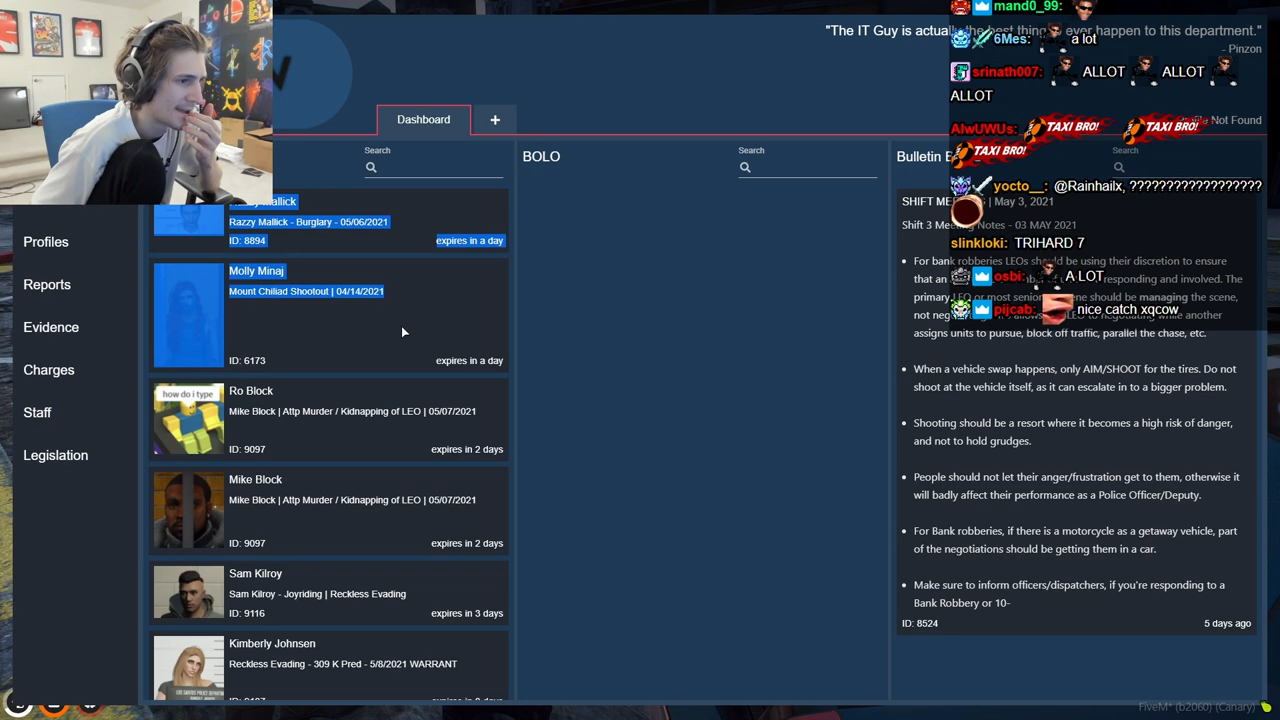 "The IT Guy is actually the best thing to ever happen to this department."
- Pinzon
Dashboard
+
Not Found
Search
BOLO
Search
Bulletin B
Search
Profiles
Reports
Evidence
Charges
Staff
Legislation
Mallick
Razzy Mallick - Burglary - 05/06/2021
ID: 8894
expires in a day
Molly Minaj
Mount Chiliad Shootout | 04/14/2021
ID: 6173
expires in a day
how do i type
Ro Block
Mike Block | Attp Murder / Kidnapping of LEO | 05/07/2021
ID: 9097
expires in 2 days
Mike Block
Mike Block | Attp Murder / Kidnapping of LEO | 05/07/2021
ID: 9097
expires in 2 days
Sam Kilroy
Sam Kilroy - Joyriding | Reckless Evading
ID: 9116
expires in 3 days
Kimberly Johnsen
Reckless Evading - 309 K Pred - 5/8/2021 WARRANT
SHIFT ME | May 3, 2021
Shift 3 Meeting Notes - 03 MAY 2021
• For bank robberies LEOs should be using their discretion to ensure
that an responding and involved. The
primary LEO or most senior scene should be managing the scene,
not
assigns units to pursue, block off traffic, parallel the chase, etc.
• When a vehicle swap happens, only AIM/SHOOT for the tires. Do not
shoot at the vehicle itself, as it can escalate in to a bigger problem.
• Shooting should be a resort where it becomes a high risk of danger,
and not to hold grudges.
• People should not let their anger/frustration get to them, otherwise it
will badly affect their performance as a Police Officer/Deputy.
• For Bank robberies, if there is a motorcycle as a getaway vehicle, part
of the negotiations should be getting them in a car.
• Make sure to inform officers/dispatchers, if you're responding to a
Bank Robbery or 10-
ID: 8524
5 days ago
mand0_99:
6Mes: a lot
srinath007: ALLOT ALLOT
ALLOT
AlwUWUs: TAXI BRO! TAXI BRO!
TAXI BRO!
yocto__: @Rainhailx, ??????????????????
slinkloki: TRIHARD 7
osbi: A LOT
pijcab: nice catch xqcow
FiveM* (b2060) (Canary)